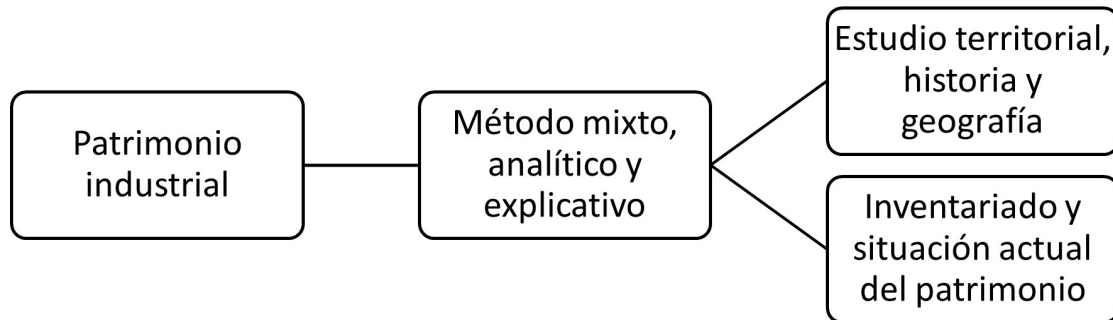 Patrimonio
industrial
Método mixto,
analítico y
explicativo
Estudio territorial,
historia y
geografía
Inventariado y
situación actual
del patrimonio